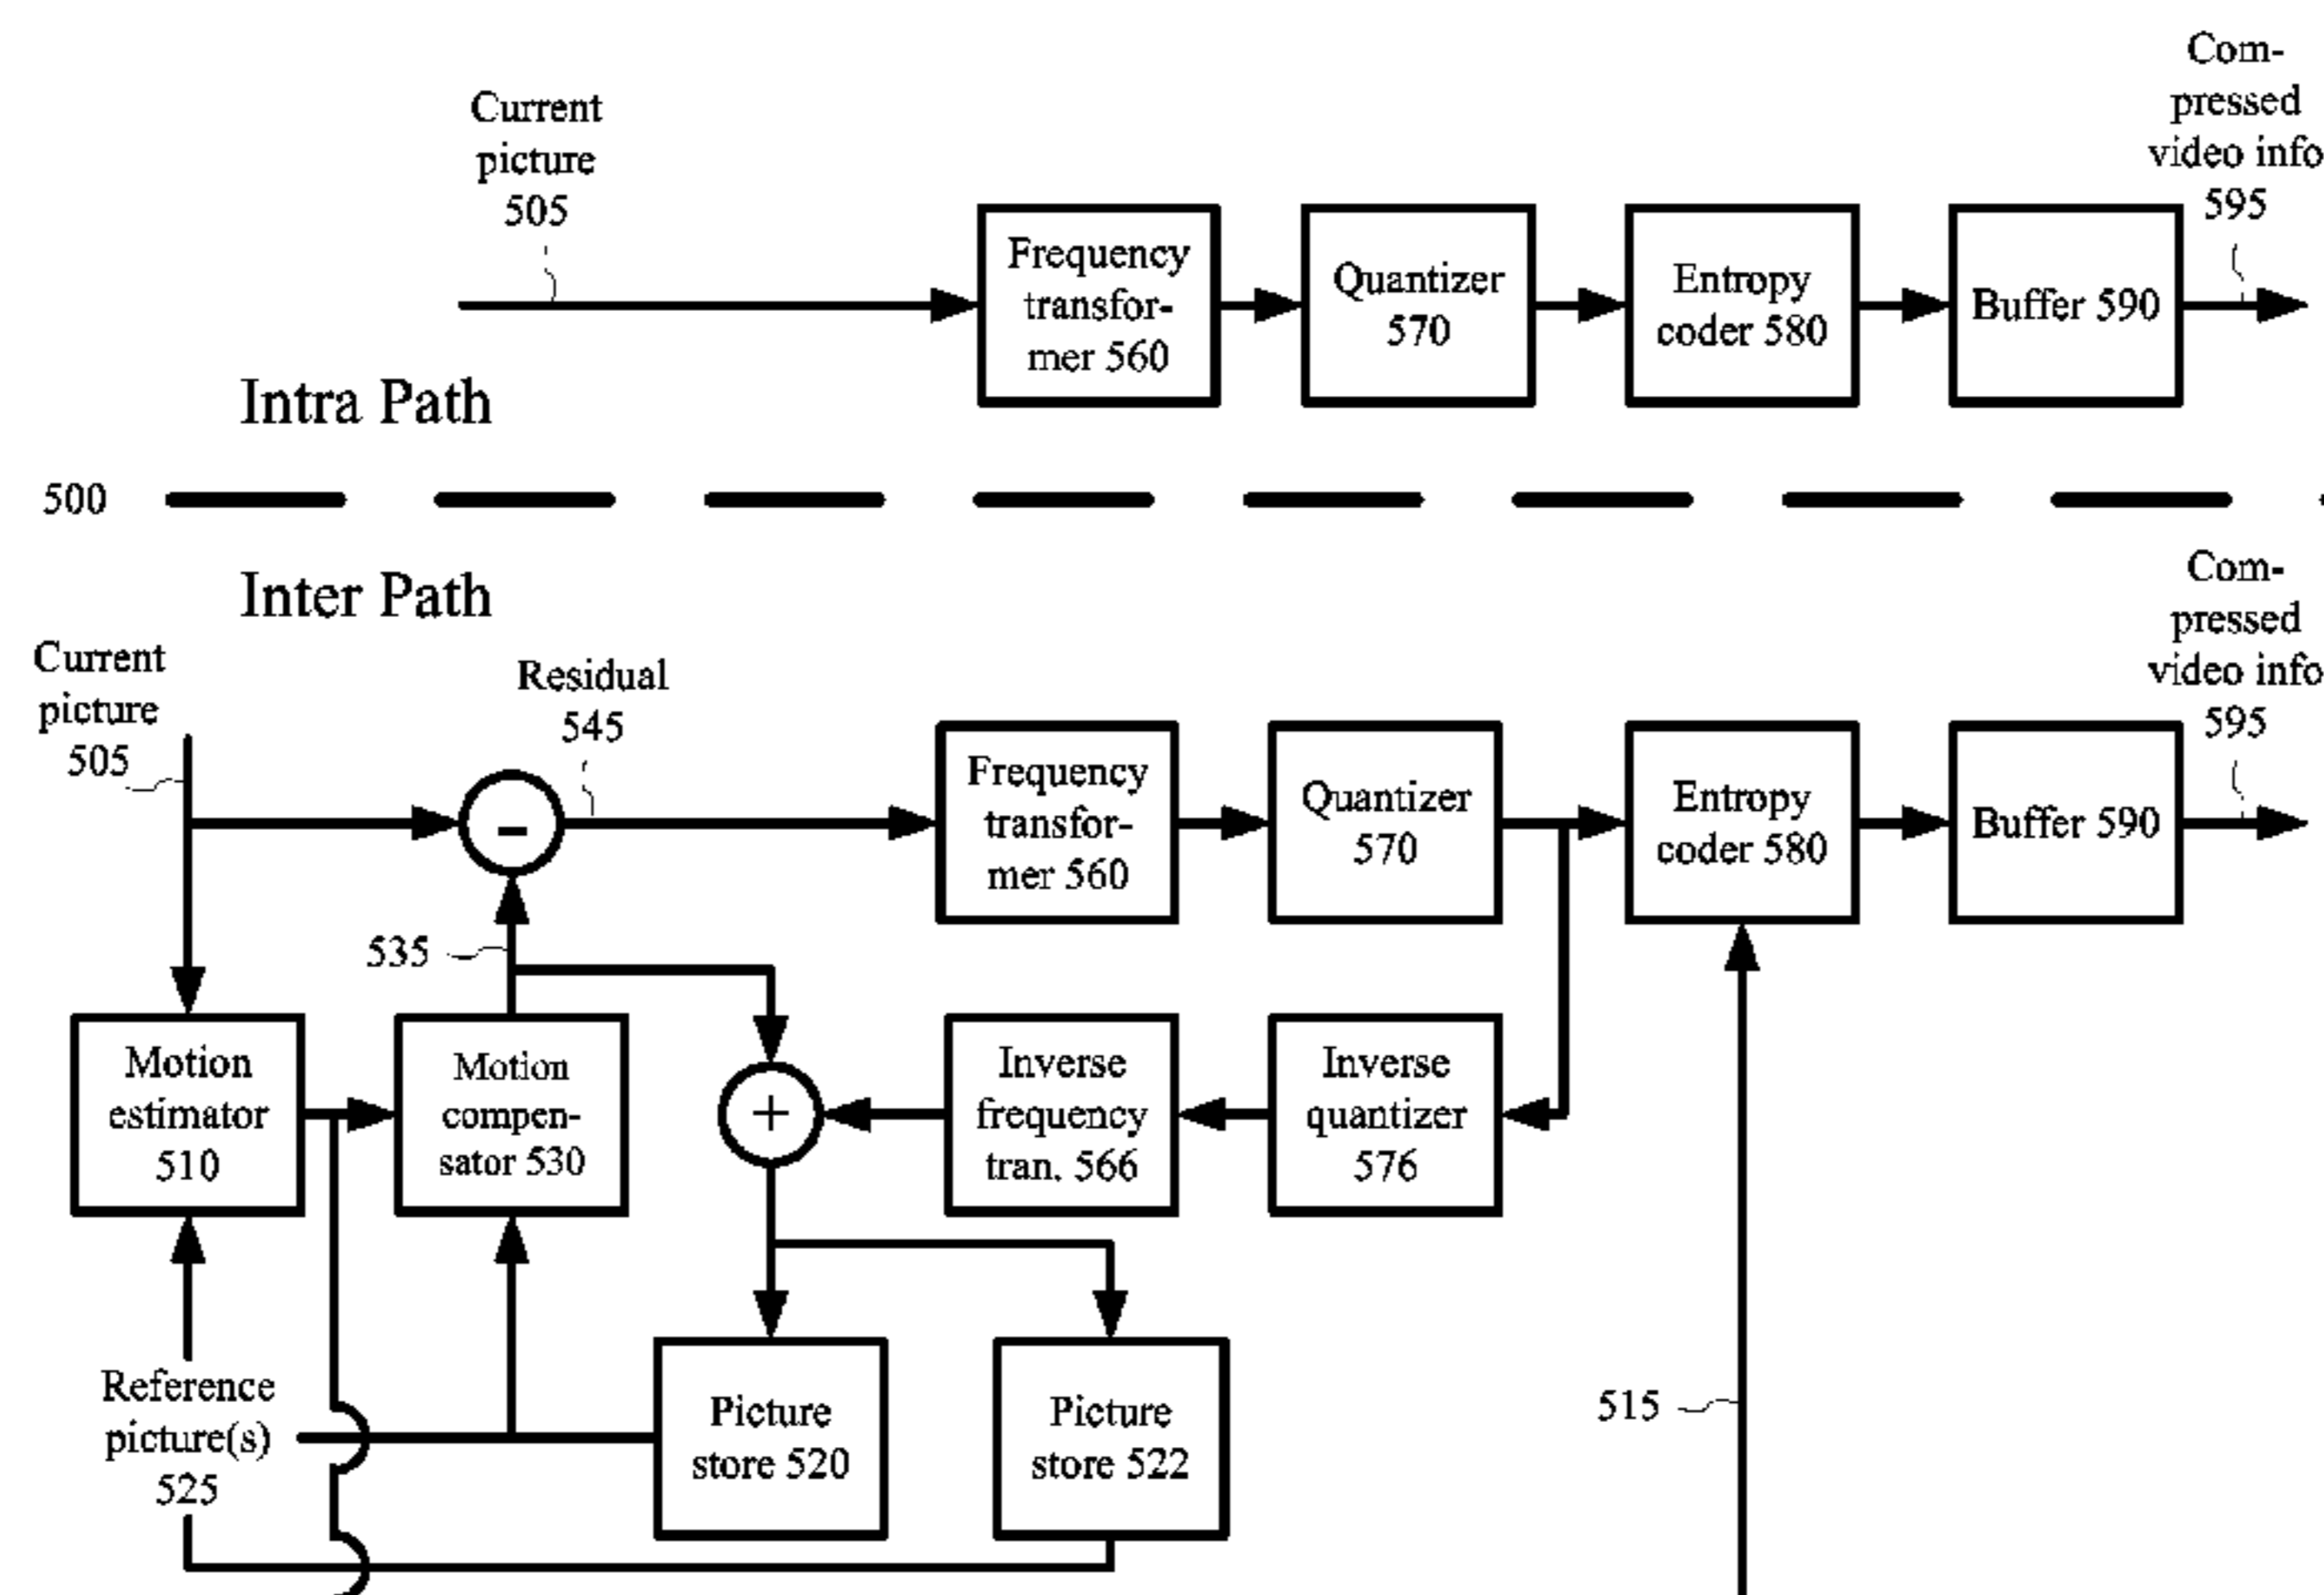 Current
picture
505
Com-
pressed
video info
595
Frequency
transfor-
mer 560
Quantizer
570
Entropy
coder 580
Buffer 590
Intra Path
500
Inter Path
Current
picture
505
Residual
545
Com-
pressed
video info
595
Frequency
transfor-
mer 560
Quantizer
570
Entropy
coder 580
Buffer 590
-
535
Motion
estimator
510
Motion
compen-
sator 530
+
Inverse
frequency
tran. 566
Inverse
quantizer
576
Reference
picture(s)
525
Picture
store 520
Picture
store 522
515